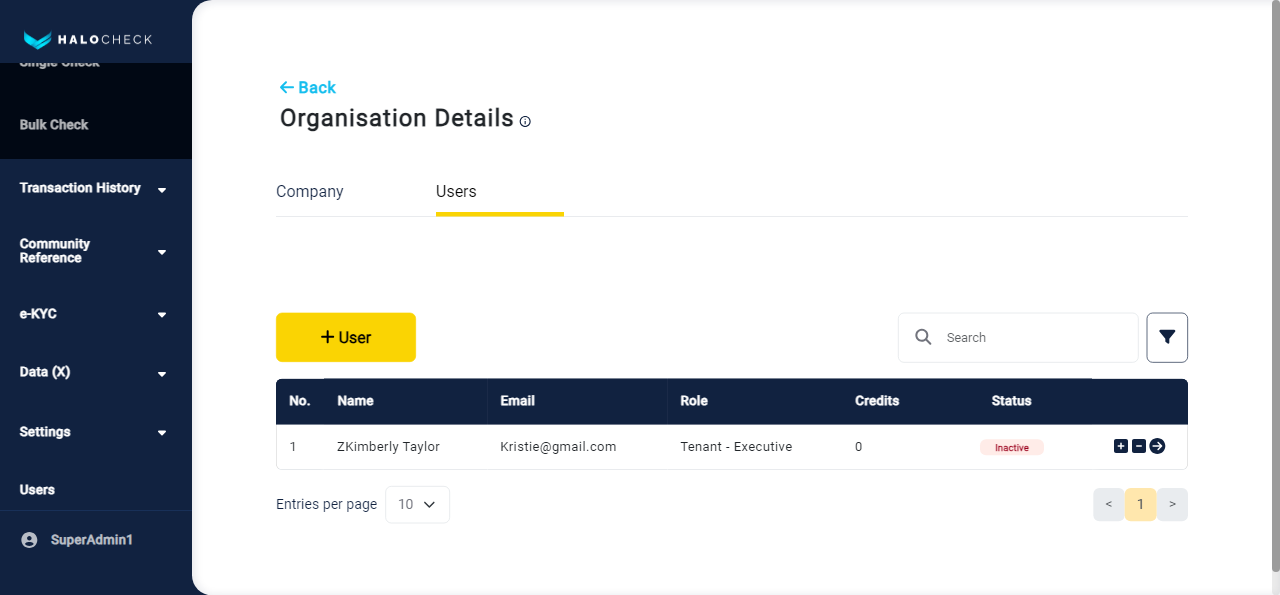 HALOCHECK
Single Check
Bulk Check
Transaction History
Community
Reference
e-KYC
Data (X)
Settings
Users
SuperAdmin1
Back
Organisation Details
Company Users
+ User
Search
No. Name Email Role Credits Status
1 ZKimberly Taylor Kristie@gmail.com Tenant - Executive 0 Inactive
Entries per page 10
< 1 >